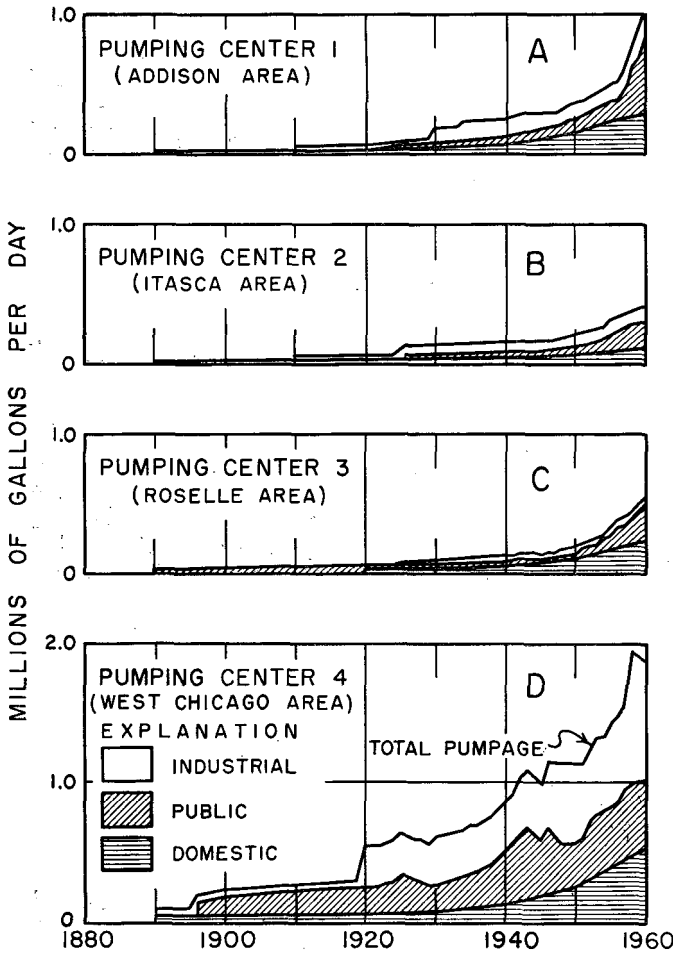 MILLIONS OF GALLONS PER DAY
1.0
PUMPING CENTER 1
(ADDISON AREA)
A
0
1.0
PUMPING CENTER 2
(ITASCA AREA)
B
0
1.0
PUMPING CENTER 3
(ROSELLE AREA)
C
0
2.0
PUMPING CENTER 4
(WEST CHICAGO AREA)
D
EXPLANATION
INDUSTRIAL
TOTAL PUMPAGE
1.0
PUBLIC
DOMESTIC
0
1880 1900 1920 1940 1960